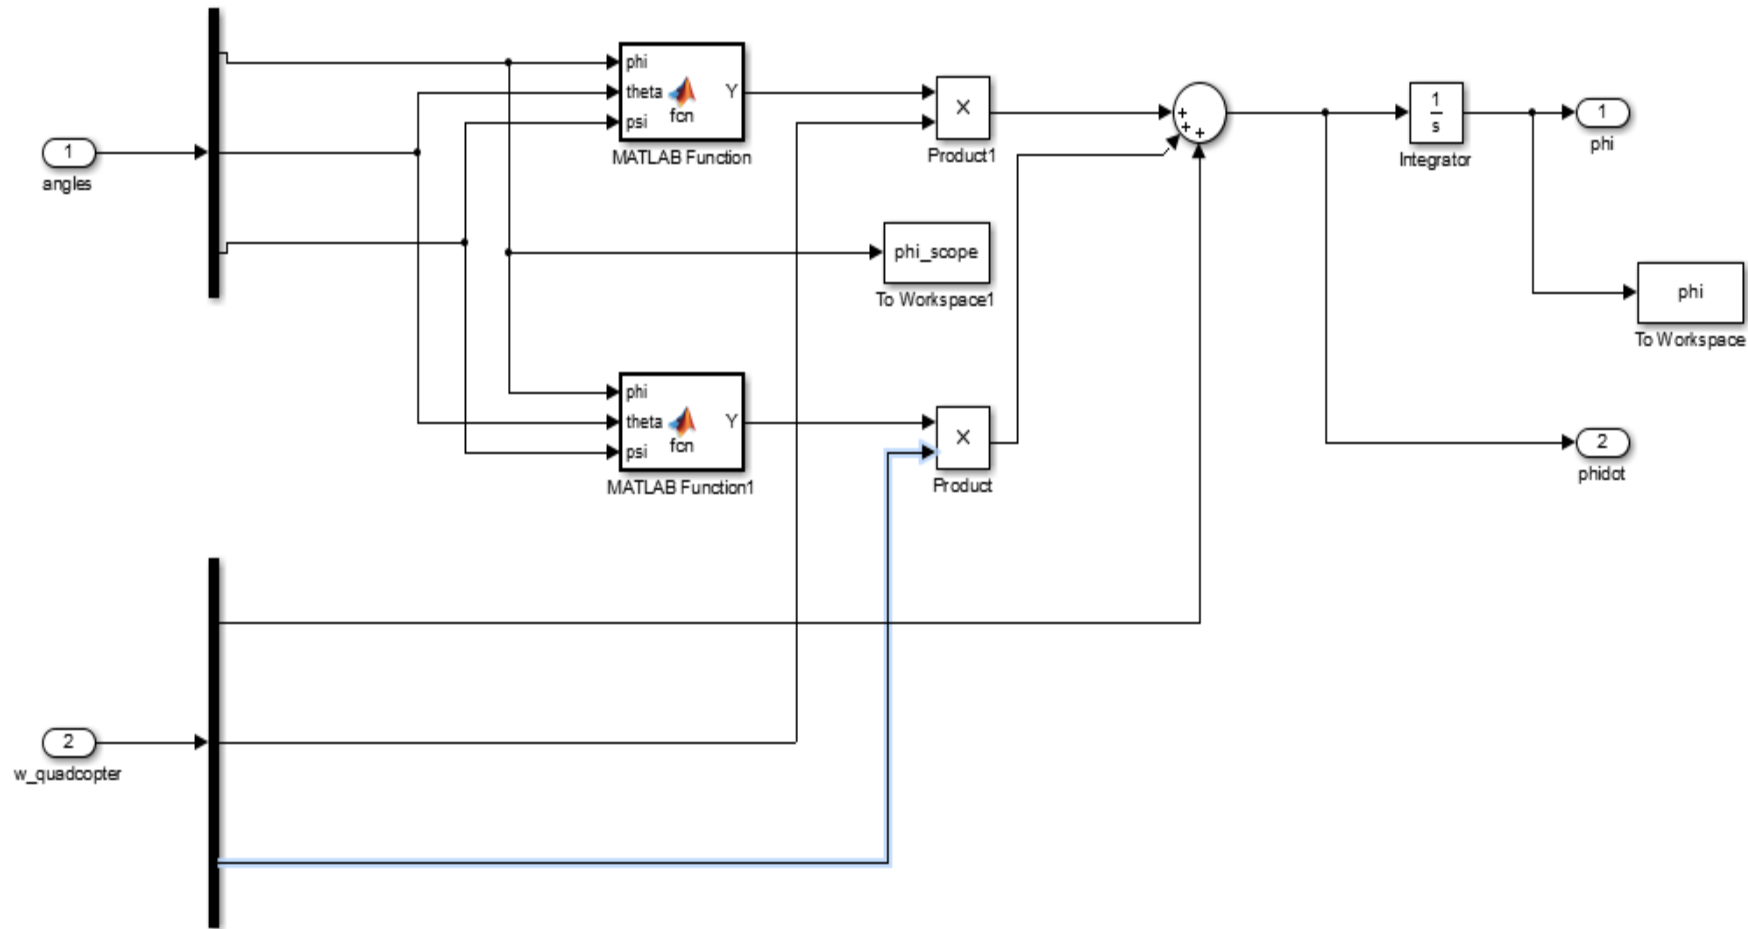 1
angles
phi
theta
psi
Y
fcn
MATLAB Function
×
Product1
phi_scope
To Workspace1
phi
theta
psi
Y
fcn
MATLAB Function1
×
Product
+
+
+
1
s
Integrator
1
phi
phi
To Workspace
2
phidot
2
w_quadcopter